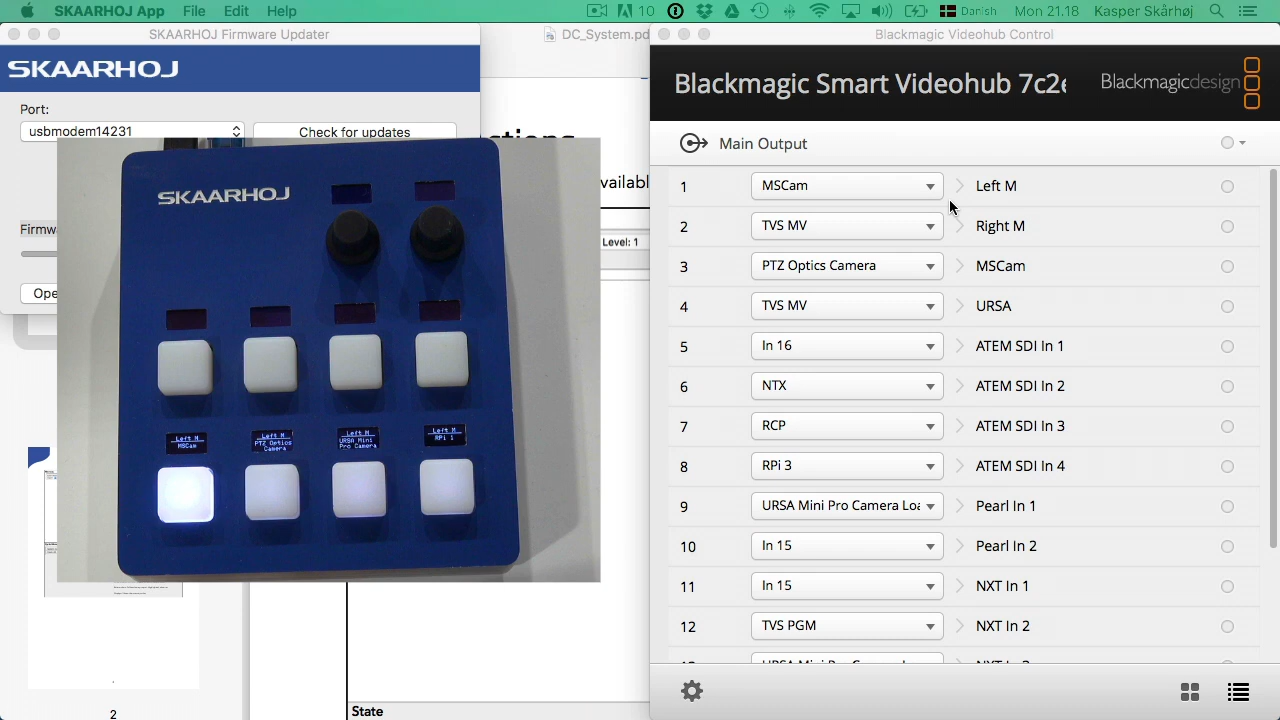 SKAARHOJ App File Edit Help
10
Danish Mon 21.18 Kasper Skårhøj
SKAARHOJ Firmware Updater
SKAARHOJ
Port:
usbmodem14231
Check for updates
DC_System.pd
Level: 1
State
2
SKAARHOJ
Left M
MSCam
Left M
PTZ Optics
Camera
Left M
URSA Mini
Pro Camera
Left M
RPi 1
Blackmagic Videohub Control
Blackmagic Smart Videohub 7c2e
Blackmagicdesign
Main Output
1 MSCam Left M
2 TVS MV Right M
3 PTZ Optics Camera MSCam
4 TVS MV URSA
5 In 16 ATEM SDI In 1
6 NTX ATEM SDI In 2
7 RCP ATEM SDI In 3
8 RPi 3 ATEM SDI In 4
9 URSA Mini Pro Camera Loa Pearl In 1
10 In 15 Pearl In 2
11 In 15 NXT In 1
12 TVS PGM NXT In 2